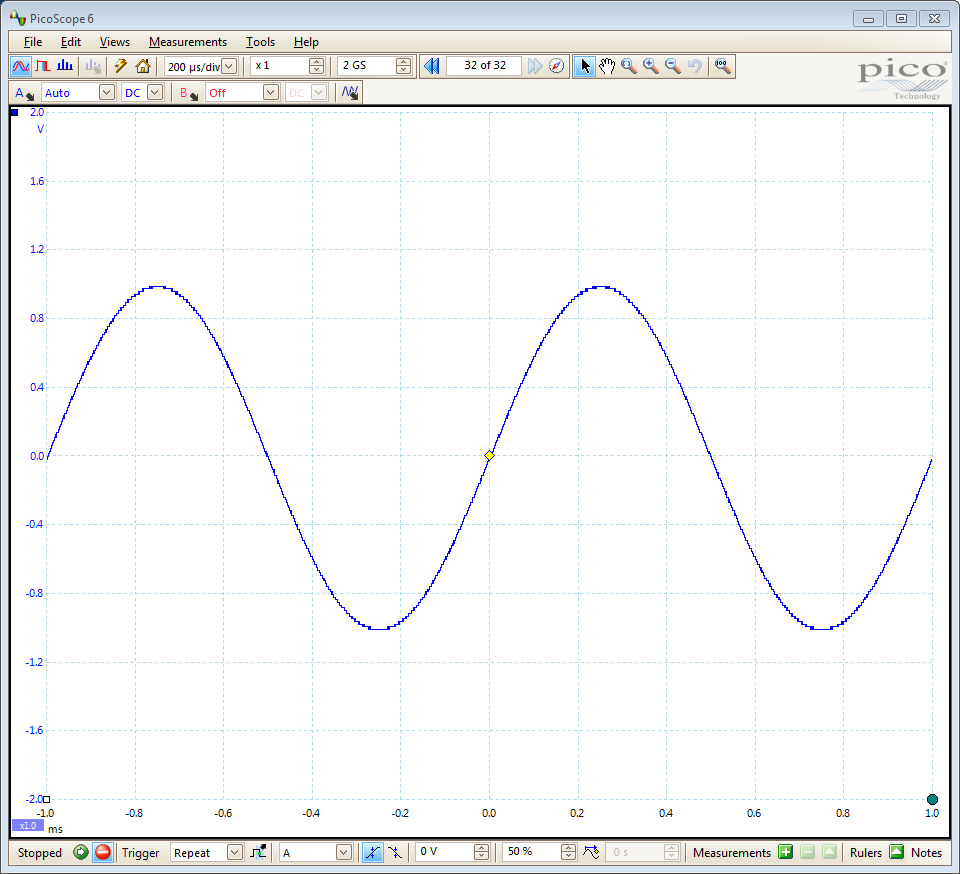 PicoScope 6
File Edit Views Measurements Tools Help
200 µs/div x 1 2 GS 32 of 32
pico
Technology
A Auto DC B Off DC
2.0
V
1.6
1.2
0.8
0.4
0.0
-0.4
-0.8
-1.2
-1.6
-2.0
-1.0 -0.8 -0.6 -0.4 -0.2 0.0 0.2 0.4 0.6 0.8 1.0
x1.0 ms
Stopped Trigger Repeat A 0 V 50 % 0 s Measurements Rulers Notes